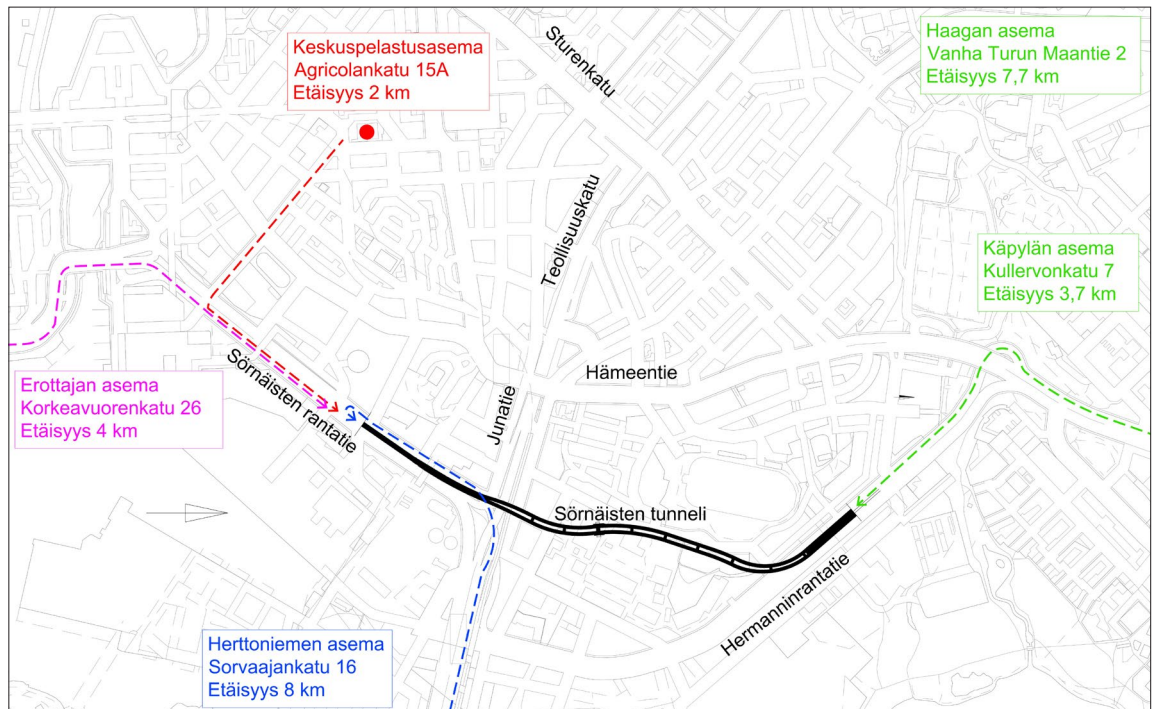 Keskuspelastusasema
Agricolankatu 15A
Etäisyys 2 km
Sturenkatu
Haagan asema
Vanha Turun Maantie 2
Etäisyys 7,7 km
Teollisuuskatu
Käpylän asema
Kullervonkatu 7
Etäisyys 3,7 km
Erottajan asema
Korkeavuorenkatu 26
Etäisyys 4 km
Sörnäisten rantatie
Hämeentie
Junatie
Sörnäisten tunneli
Hermanninrantatie
Herttoniemen asema
Sorvaajankatu 16
Etäisyys 8 km